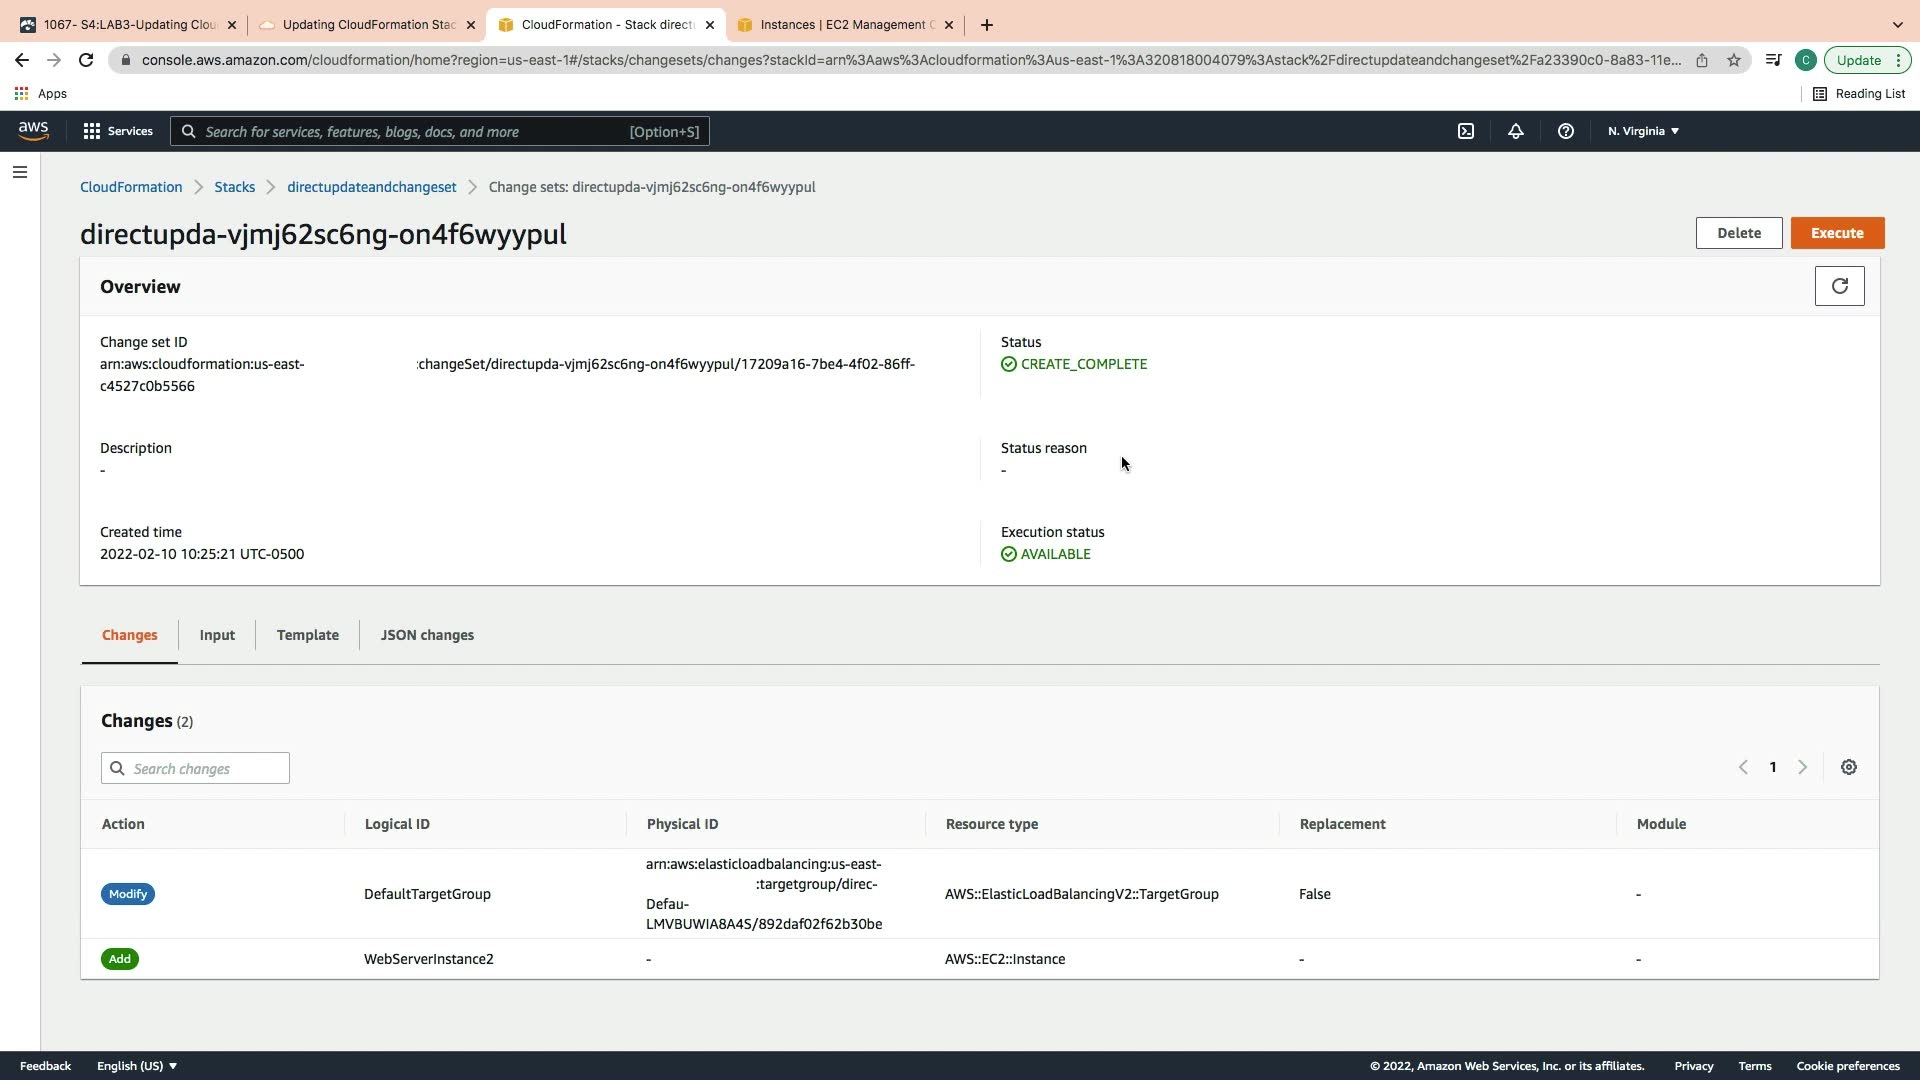 1067- S4:LAB3-Updating Clou
Updating CloudFormation Stac
CloudFormation - Stack direct
Instances | EC2 Management C
console.aws.amazon.com/cloudformation/home?region=us-east-1#/stacks/changesets/changes?stackId=arn%3Aaws%3Acloudformation%3Aus-east-1%3A320818004079%3Astack%2Fdirectupdateandchangeset%2Fa23390c0-8a83-11e...
C
Update
Apps
Reading List
aws
Services
Search for services, features, blogs, docs, and more
[Option+S]
N. Virginia
CloudFormation
Stacks
directupdateandchangeset
Change sets: directupda-vjmj62sc6ng-on4f6wyypul
directupda-vjmj62sc6ng-on4f6wyypul
Delete
Execute
Overview
Change set ID
arn:aws:cloudformation:us-east- :changeSet/directupda-vjmj62sc6ng-on4f6wyypul/17209a16-7be4-4f02-86ff-
c4527c0b5566
Status
CREATE_COMPLETE
Description
-
Status reason
-
Created time
2022-02-10 10:25:21 UTC-0500
Execution status
AVAILABLE
Changes
Input
Template
JSON changes
Changes (2)
Search changes
1
Action
Logical ID
Physical ID
Resource type
Replacement
Module
Modify
DefaultTargetGroup
arn:aws:elasticloadbalancing:us-east-
:targetgroup/direc-
Defau-
LMVBUWIA8A4S/892daf02f62b30be
AWS::ElasticLoadBalancingV2::TargetGroup
False
-
Add
WebServerInstance2
-
AWS::EC2::Instance
-
-
Feedback
English (US)
© 2022, Amazon Web Services, Inc. or its affiliates.
Privacy
Terms
Cookie preferences